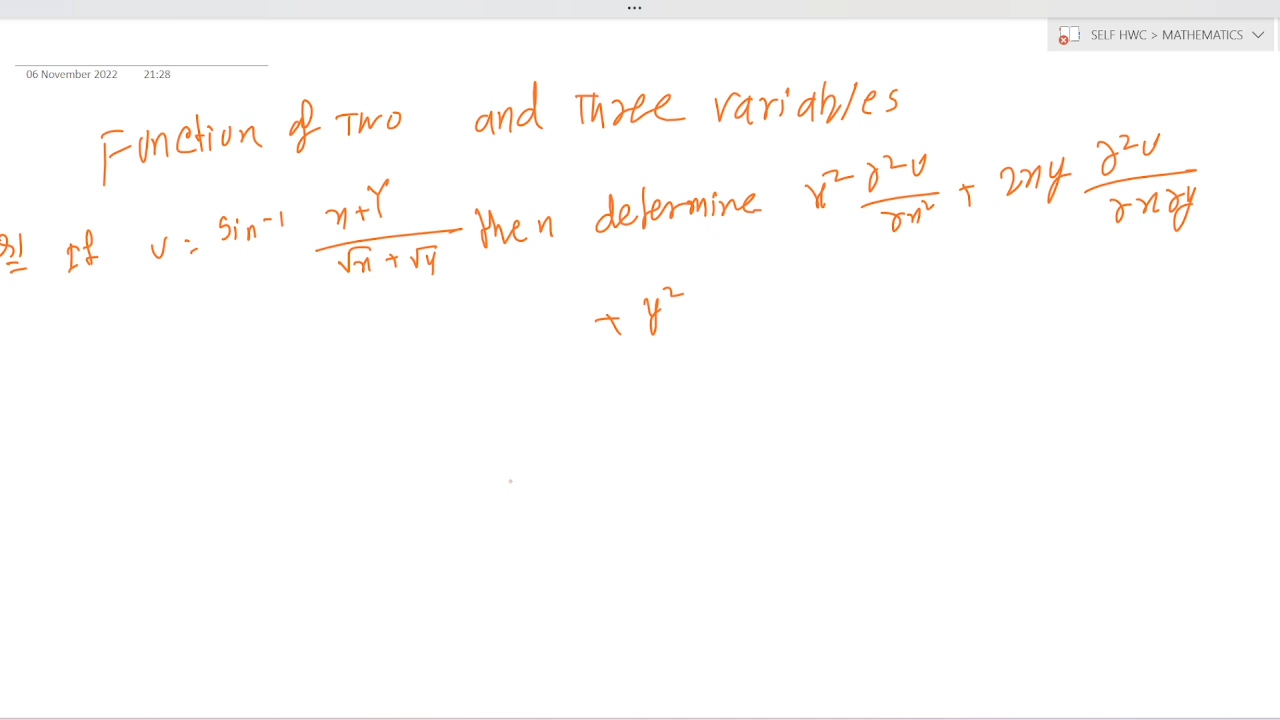 ...
SELF HWC > MATHEMATICS
06 November 2022 21:28
Function of Two and Three variables
Q1 If u = Sin⁻¹ x+Y/√x + √y then determine x² ∂²u/∂x² + 2xy ∂²u/∂x∂y
+ y²